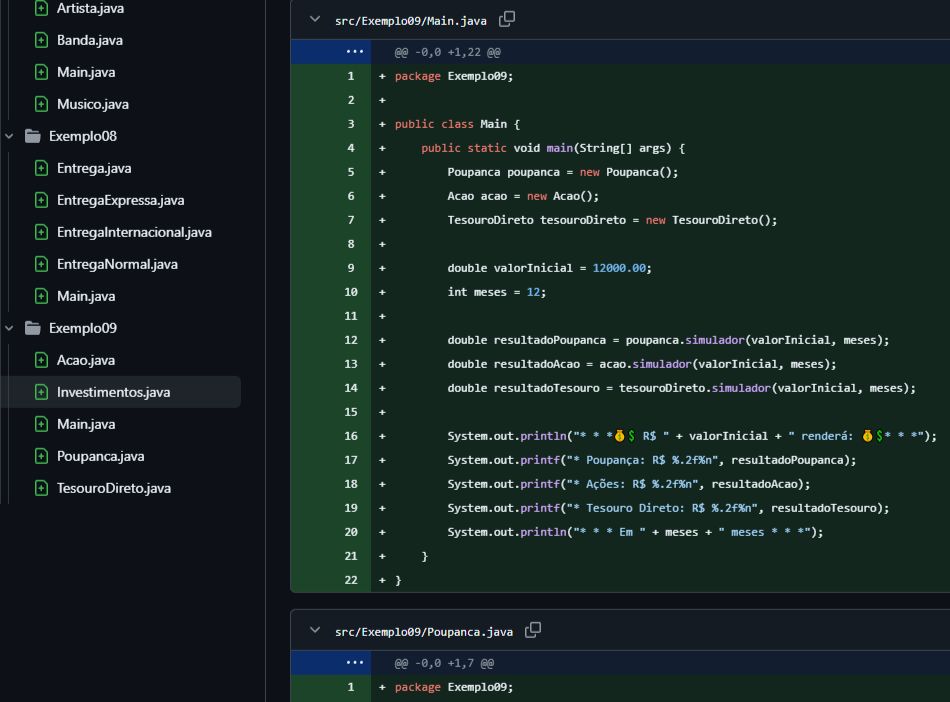 Artista.java
Banda.java
Main.java
Musico.java
Exemplo08
Entrega.java
EntregaExpressa.java
EntregaInternacional.java
EntregaNormal.java
Main.java
Exemplo09
Acao.java
Investimentos.java
Main.java
Poupanca.java
TesouroDireto.java
src/Exemplo09/Main.java
... @@ -0,0 +1,22 @@
1 + package Exemplo09;
2 +
3 + public class Main {
4 +     public static void main(String[] args) {
5 +         Poupanca poupanca = new Poupanca();
6 +         Acao acao = new Acao();
7 +         TesouroDireto tesouroDireto = new TesouroDireto();
8 +
9 +         double valorInicial = 12000.00;
10 +         int meses = 12;
11 +
12 +         double resultadoPoupanca = poupanca.simulador(valorInicial, meses);
13 +         double resultadoAcao = acao.simulador(valorInicial, meses);
14 +         double resultadoTesouro = tesouroDireto.simulador(valorInicial, meses);
15 +
16 +         System.out.println("* * *💰💲 R$ " + valorInicial + " renderá: 💰💲* * *");
17 +         System.out.printf("* Poupança: R$ %.2f%n", resultadoPoupanca);
18 +         System.out.printf("* Ações: R$ %.2f%n", resultadoAcao);
19 +         System.out.printf("* Tesouro Direto: R$ %.2f%n", resultadoTesouro);
20 +         System.out.println("* * * Em " + meses + " meses * * *");
21 +     }
22 + }
src/Exemplo09/Poupanca.java
... @@ -0,0 +1,7 @@
1 + package Exemplo09;